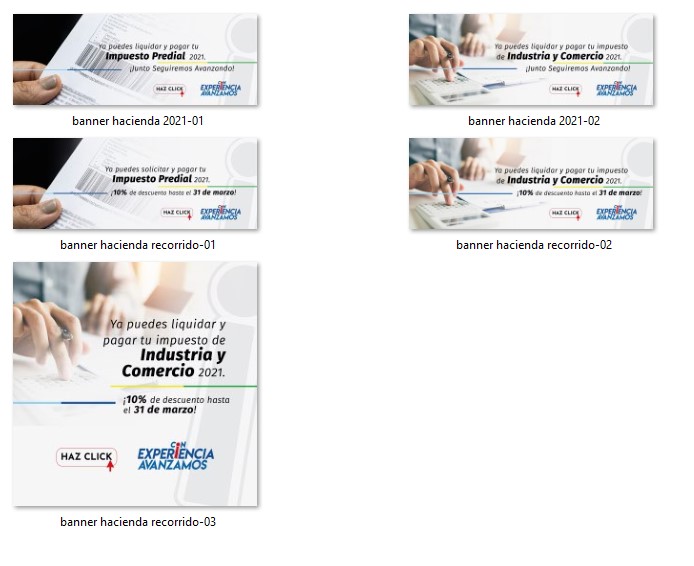 Ya puedes liquidar y pagar tu
Impuesto Predial 2021.
¡Junto Seguiremos Avanzando!
HAZ CLICK
CON
EXPERIENCIA
AVANZAMOS
banner hacienda 2021-01
Ya puedes liquidar y pagar tu impuesto
de Industria y Comercio 2021.
¡Junto Seguiremos Avanzando!
HAZ CLICK
CON
EXPERIENCIA
AVANZAMOS
banner hacienda 2021-02
Ya puedes solicitar y pagar tu
Impuesto Predial 2021.
¡10% de descuento hasta el 31 de marzo!
HAZ CLICK
CON
EXPERIENCIA
AVANZAMOS
banner hacienda recorrido-01
Ya puedes liquidar y pagar tu impuesto
de Industria y Comercio 2021.
¡10% de descuento hasta el 31 de marzo!
HAZ CLICK
CON
EXPERIENCIA
AVANZAMOS
banner hacienda recorrido-02
Ya puedes liquidar y
pagar tu impuesto de
Industria y
Comercio 2021.
¡10% de descuento hasta
el 31 de marzo!
HAZ CLICK
CON
EXPERIENCIA
AVANZAMOS
banner hacienda recorrido-03